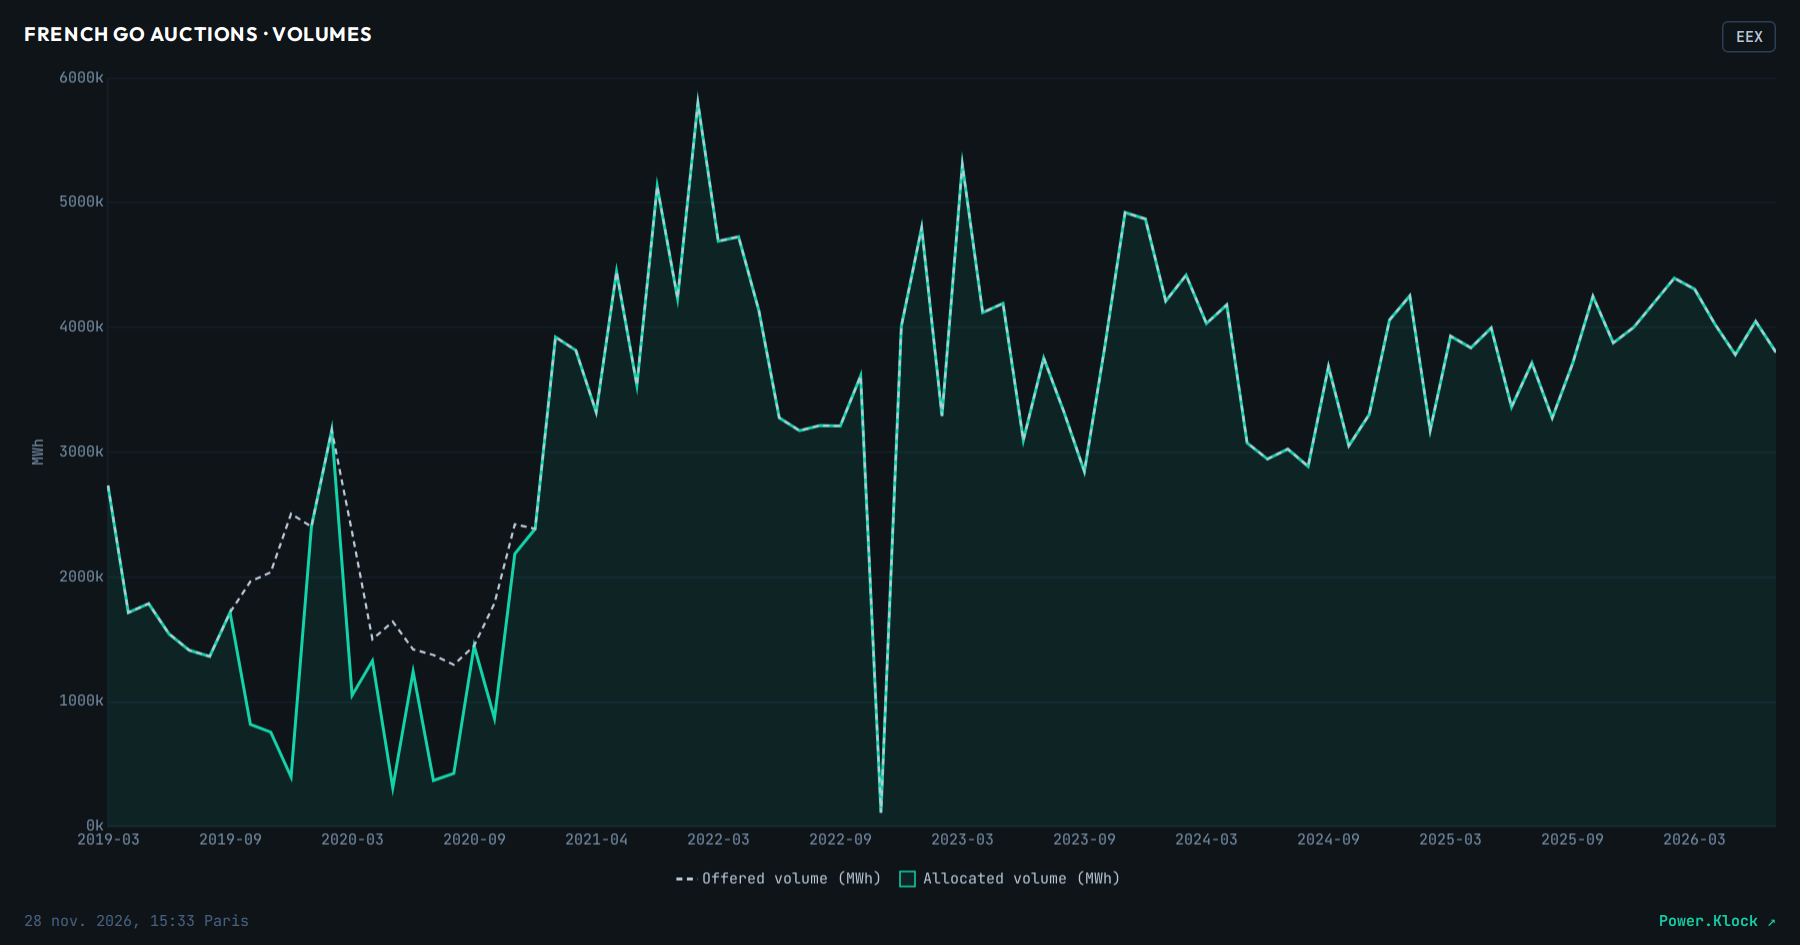 FRENCH GO AUCTIONS · VOLUMES
EEX
6000k
5000k
4000k
3000k
2000k
1000k
0k
MWh
2019-03 2019-09 2020-03 2020-09 2021-04 2022-03 2022-09 2023-03 2023-09 2024-03 2024-09 2025-03 2025-09 2026-03
Offered volume (MWh) Allocated volume (MWh)
28 nov. 2026, 15:33 Paris
Power.Klock ↗